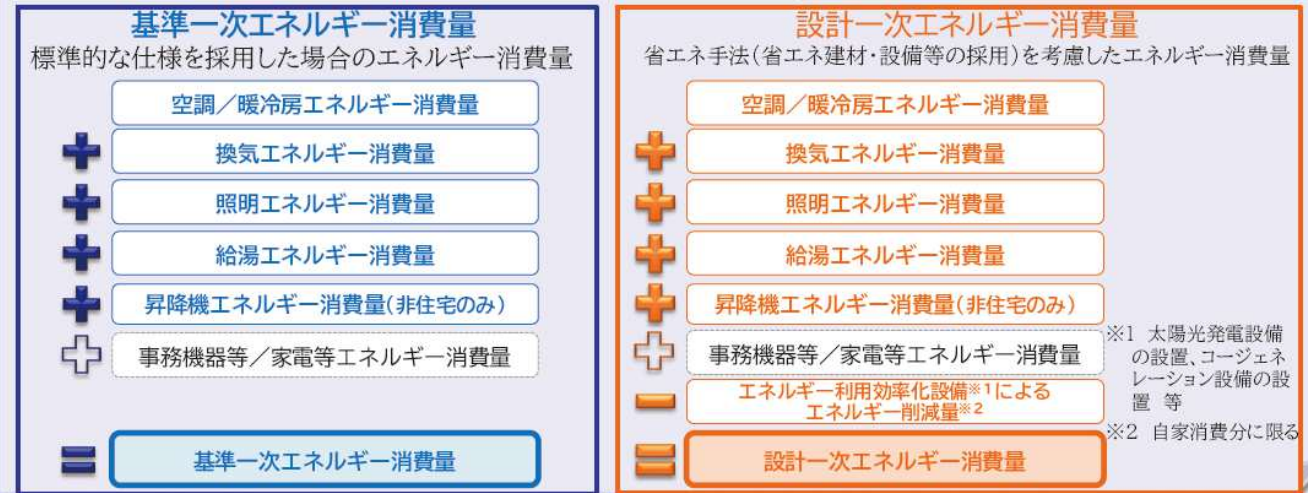 基準一次エネルギー消費量
標準的な仕様を採用した場合のエネルギー消費量
空調／暖冷房エネルギー消費量
換気エネルギー消費量
照明エネルギー消費量
給湯エネルギー消費量
昇降機エネルギー消費量（非住宅のみ）
事務機器等／家電等エネルギー消費量
基準一次エネルギー消費量
設計一次エネルギー消費量
省エネ手法（省エネ建材・設備等の採用）を考慮したエネルギー消費量
空調／暖冷房エネルギー消費量
換気エネルギー消費量
照明エネルギー消費量
給湯エネルギー消費量
昇降機エネルギー消費量（非住宅のみ）
事務機器等／家電等エネルギー消費量
エネルギー利用効率化設備※1による
エネルギー削減量※2
設計一次エネルギー消費量
※1 太陽光発電設備
の設置、コージェネ
レーション設備の設
置 等
※2 自家消費分に限る